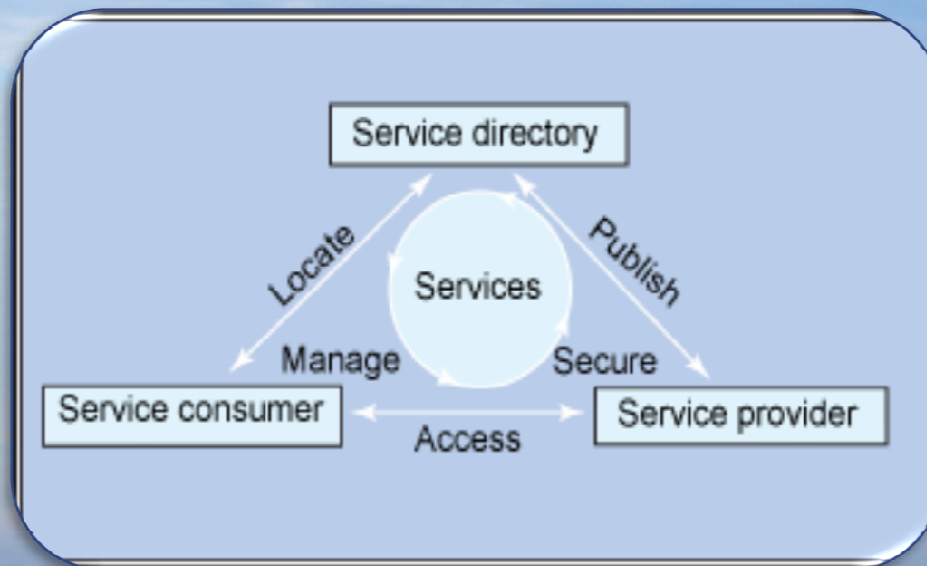 Service directory
Locate
Publish
Services
Manage
Secure
Service consumer
Service provider
Access